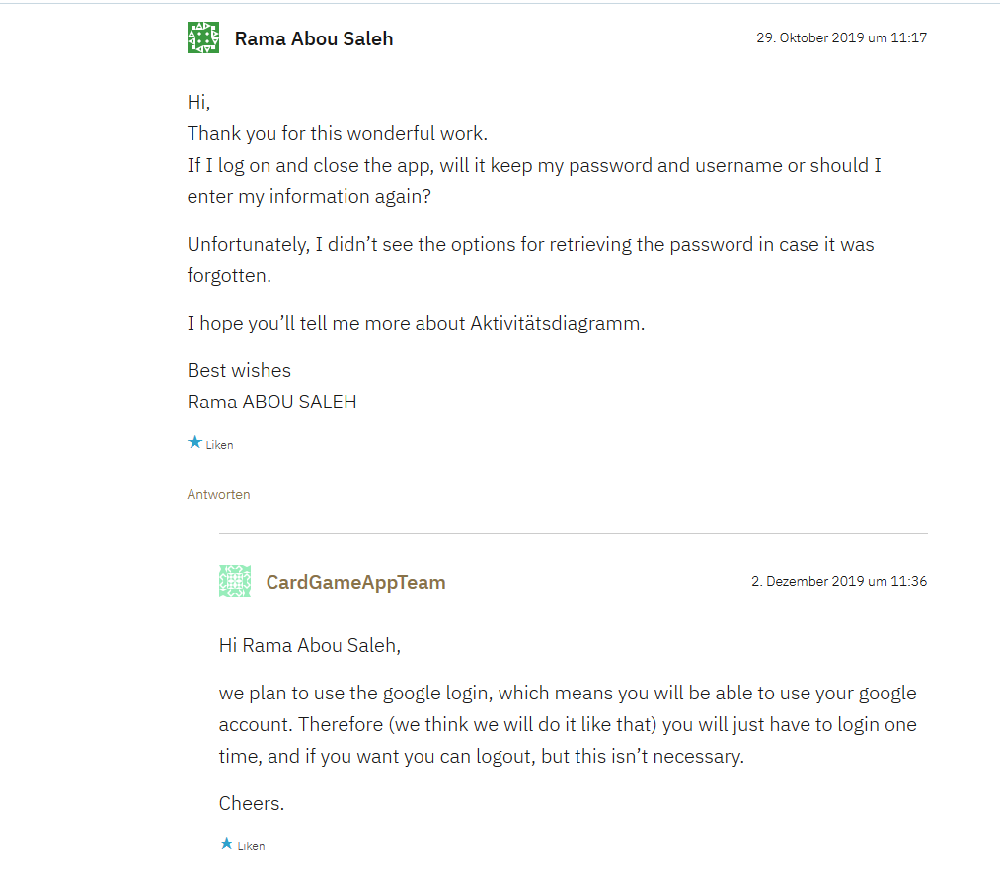 Rama Abou Saleh
29. Oktober 2019 um 11:17
Hi,
Thank you for this wonderful work.
If I log on and close the app, will it keep my password and username or should I
enter my information again?
Unfortunately, I didn’t see the options for retrieving the password in case it was
forgotten.
I hope you’ll tell me more about Aktivitätsdiagramm.
Best wishes
Rama ABOU SALEH
Liken
Antworten
CardGameAppTeam
2. Dezember 2019 um 11:36
Hi Rama Abou Saleh,
we plan to use the google login, which means you will be able to use your google
account. Therefore (we think we will do it like that) you will just have to login one
time, and if you want you can logout, but this isn’t necessary.
Cheers.
Liken